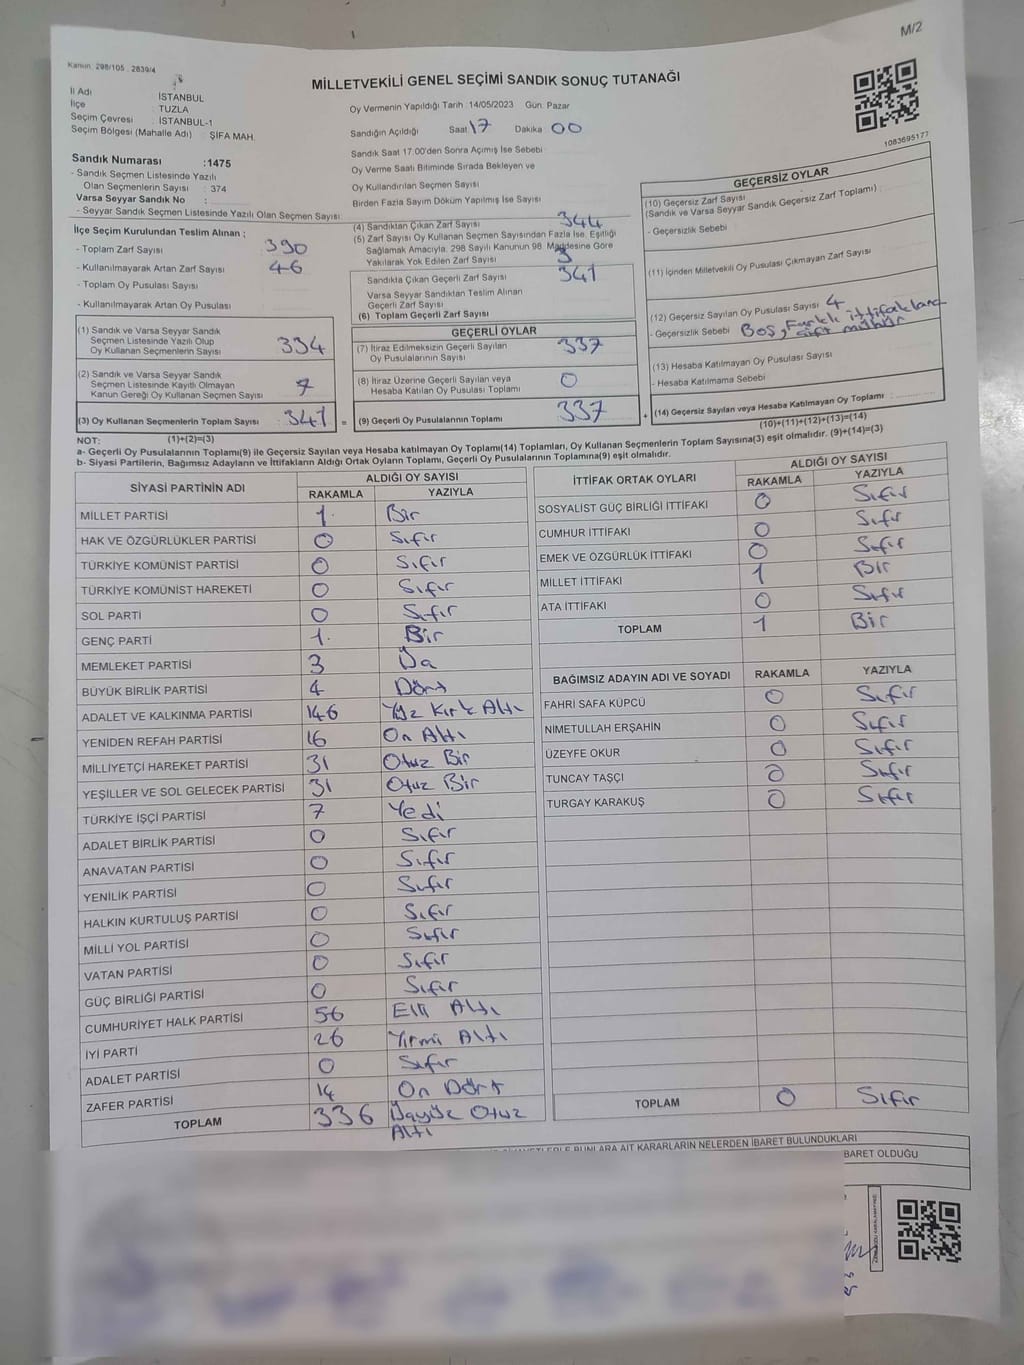 M/2
Kanun: 298/105 . 2839/4
MİLLETVEKİLİ GENEL SEÇİMİ SANDIK SONUÇ TUTANAĞI
İl Adı : İSTANBUL
İlçe : TUZLA
Seçim Çevresi : İSTANBUL-1
Seçim Bölgesi (Mahalle Adı) : ŞİFA MAH.
Sandık Numarası :1475
- Sandık Seçmen Listesinde Yazılı
Olan Seçmenlerin Sayısı : 374
Varsa Seyyar Sandık No :
- Seyyar Sandık Seçmen Listesinde Yazılı Olan Seçmen Sayısı:
Oy Vermenin Yapıldığı Tarih :14/05/2023 Gün: Pazar
Sandığın Açıldığı Saat 17 Dakika 00
Sandık Saat 17:00'den Sonra Açımış İse Sebebi
Oy Verme Saati Bitiminde Sırada Bekleyen ve
Oy Kullandırılan Seçmen Sayısı
Birden Fazla Sayım Döküm Yapılmış İse Sayısı
1083695177
İlçe Seçim Kurulundan Teslim Alınan ;
- Toplam Zarf Sayısı : 390
- Kullanılmayarak Artan Zarf Sayısı : 46
- Toplam Oy Pusulası Sayısı :
- Kullanılmayarak Artan Oy Pusulası :
(1) Sandık ve Varsa Seyyar Sandık
Seçmen Listesinde Yazılı Olup
Oy Kullanan Seçmenlerin Sayısı : 334
(2) Sandık ve Varsa Seyyar Sandık
Seçmen Listesinde Kayıtlı Olmayan
Kanun Gereği Oy Kullanan Seçmen Sayısı : 7
(3) Oy Kullanan Seçmenlerin Toplam Sayısı : 341
(4) Sandıktan Çıkan Zarf Sayısı 344
(5) Zarf Sayısı Oy Kullanan Seçmen Sayısından Fazla İse, Eşitliği
Sağlamak Amacıyla, 298 Sayılı Kanunun 98. Maddesine Göre
Yakılarak Yok Edilen Zarf Sayısı 3
Sandıkta Çıkan Geçerli Zarf Sayısı 341
Varsa Seyyar Sandıktan Teslim Alınan
Geçerli Zarf Sayısı
(6) Toplam Geçerli Zarf Sayısı
GEÇERLİ OYLAR
(7) İtiraz Edilmeksizin Geçerli Sayılan
Oy Pusulalarının Sayısı : 337
(8) İtiraz Üzerine Geçerli Sayılan veya
Hesaba Katılan Oy Pusulası Toplamı : 0
= (9) Geçerli Oy Pusulalarının Toplamı : 337 +
GEÇERSİZ OYLAR
(10) Geçersiz Zarf Sayısı
(Sandık ve Varsa Seyyar Sandık Geçersiz Zarf Toplamı) :
- Geçersizlik Sebebi :
(11) İçinden Milletvekili Oy Pusulası Çıkmayan Zarf Sayısı
(12) Geçersiz Sayılan Oy Pusulası Sayısı 4
- Geçersizlik Sebebi : Boş, Farklı ittifaklara
çift mühür
(13) Hesaba Katılmayan Oy Pusulası Sayısı
- Hesaba Katılmama Sebebi
(14) Geçersiz Sayılan veya Hesaba Katılmayan Oy Toplamı :
(10)+(11)+(12)+(13)=(14)
NOT: (1)+(2)=(3)
a- Geçerli Oy Pusulalarının Toplamı(9) ile Geçersiz Sayılan veya Hesaba katılmayan Oy Toplamı(14) Toplamları, Oy Kullanan Seçmenlerin Toplam Sayısına(3) eşit olmalıdır. (9)+(14)=(3)
b- Siyasi Partilerin, Bağımsız Adayların ve İttifakların Aldığı Ortak Oyların Toplamı, Geçerli Oy Pusulalarının Toplamına(9) eşit olmalıdır.
SİYASİ PARTİNİN ADI ALDIĞI OY SAYISI
RAKAMLA YAZIYLA
MİLLET PARTİSİ 1 Bir
HAK VE ÖZGÜRLÜKLER PARTİSİ 0 Sıfır
TÜRKİYE KOMÜNİST PARTİSİ 0 Sıfır
TÜRKİYE KOMÜNİST HAREKETİ 0 Sıfır
SOL PARTİ 0 Sıfır
GENÇ PARTİ 1 Bir
MEMLEKET PARTİSİ 3 Üç
BÜYÜK BİRLİK PARTİSİ 4 Dört
ADALET VE KALKINMA PARTİSİ 146 Yüz Kırk Altı
YENİDEN REFAH PARTİSİ 16 On Altı
MİLLİYETÇİ HAREKET PARTİSİ 31 Otuz Bir
YEŞİLLER VE SOL GELECEK PARTİSİ 31 Otuz Bir
TÜRKİYE İŞÇİ PARTİSİ 7 Yedi
ADALET BİRLİK PARTİSİ 0 Sıfır
ANAVATAN PARTİSİ 0 Sıfır
YENİLİK PARTİSİ 0 Sıfır
HALKIN KURTULUŞ PARTİSİ 0 Sıfır
MİLLİ YOL PARTİSİ 0 Sıfır
VATAN PARTİSİ 0 Sıfır
GÜÇ BİRLİĞİ PARTİSİ 0 Sıfır
CUMHURİYET HALK PARTİSİ 56 Elli Altı
İYİ PARTİ 26 Yirmi Altı
ADALET PARTİSİ 0 Sıfır
ZAFER PARTİSİ 14 On Dört
TOPLAM 336 Üçyüz Otuz
Altı
İTTİFAK ORTAK OYLARI ALDIĞI OY SAYISI
RAKAMLA YAZIYLA
SOSYALİST GÜÇ BİRLİĞİ İTTİFAKI 0 Sıfır
CUMHUR İTTİFAKI 0 Sıfır
EMEK VE ÖZGÜRLÜK İTTİFAKI 0 Sıfır
MİLLET İTTİFAKI 1 Bir
ATA İTTİFAKI 0 Sıfır
TOPLAM 1 Bir
BAĞIMSIZ ADAYIN ADI VE SOYADI RAKAMLA YAZIYLA
FAHRİ SAFA KÜPCÜ 0 Sıfır
NİMETULLAH ERŞAHİN 0 Sıfır
ÜZEYFE OKUR 0 Sıfır
TUNCAY TAŞÇI 0 Sıfır
TURGAY KARAKUŞ 0 Sıfır
TOPLAM 0 Sıfır
BUNLARA AİT KARARLARIN NELERDEN İBARET BULUNDUKLARI
BARET OLDUĞU